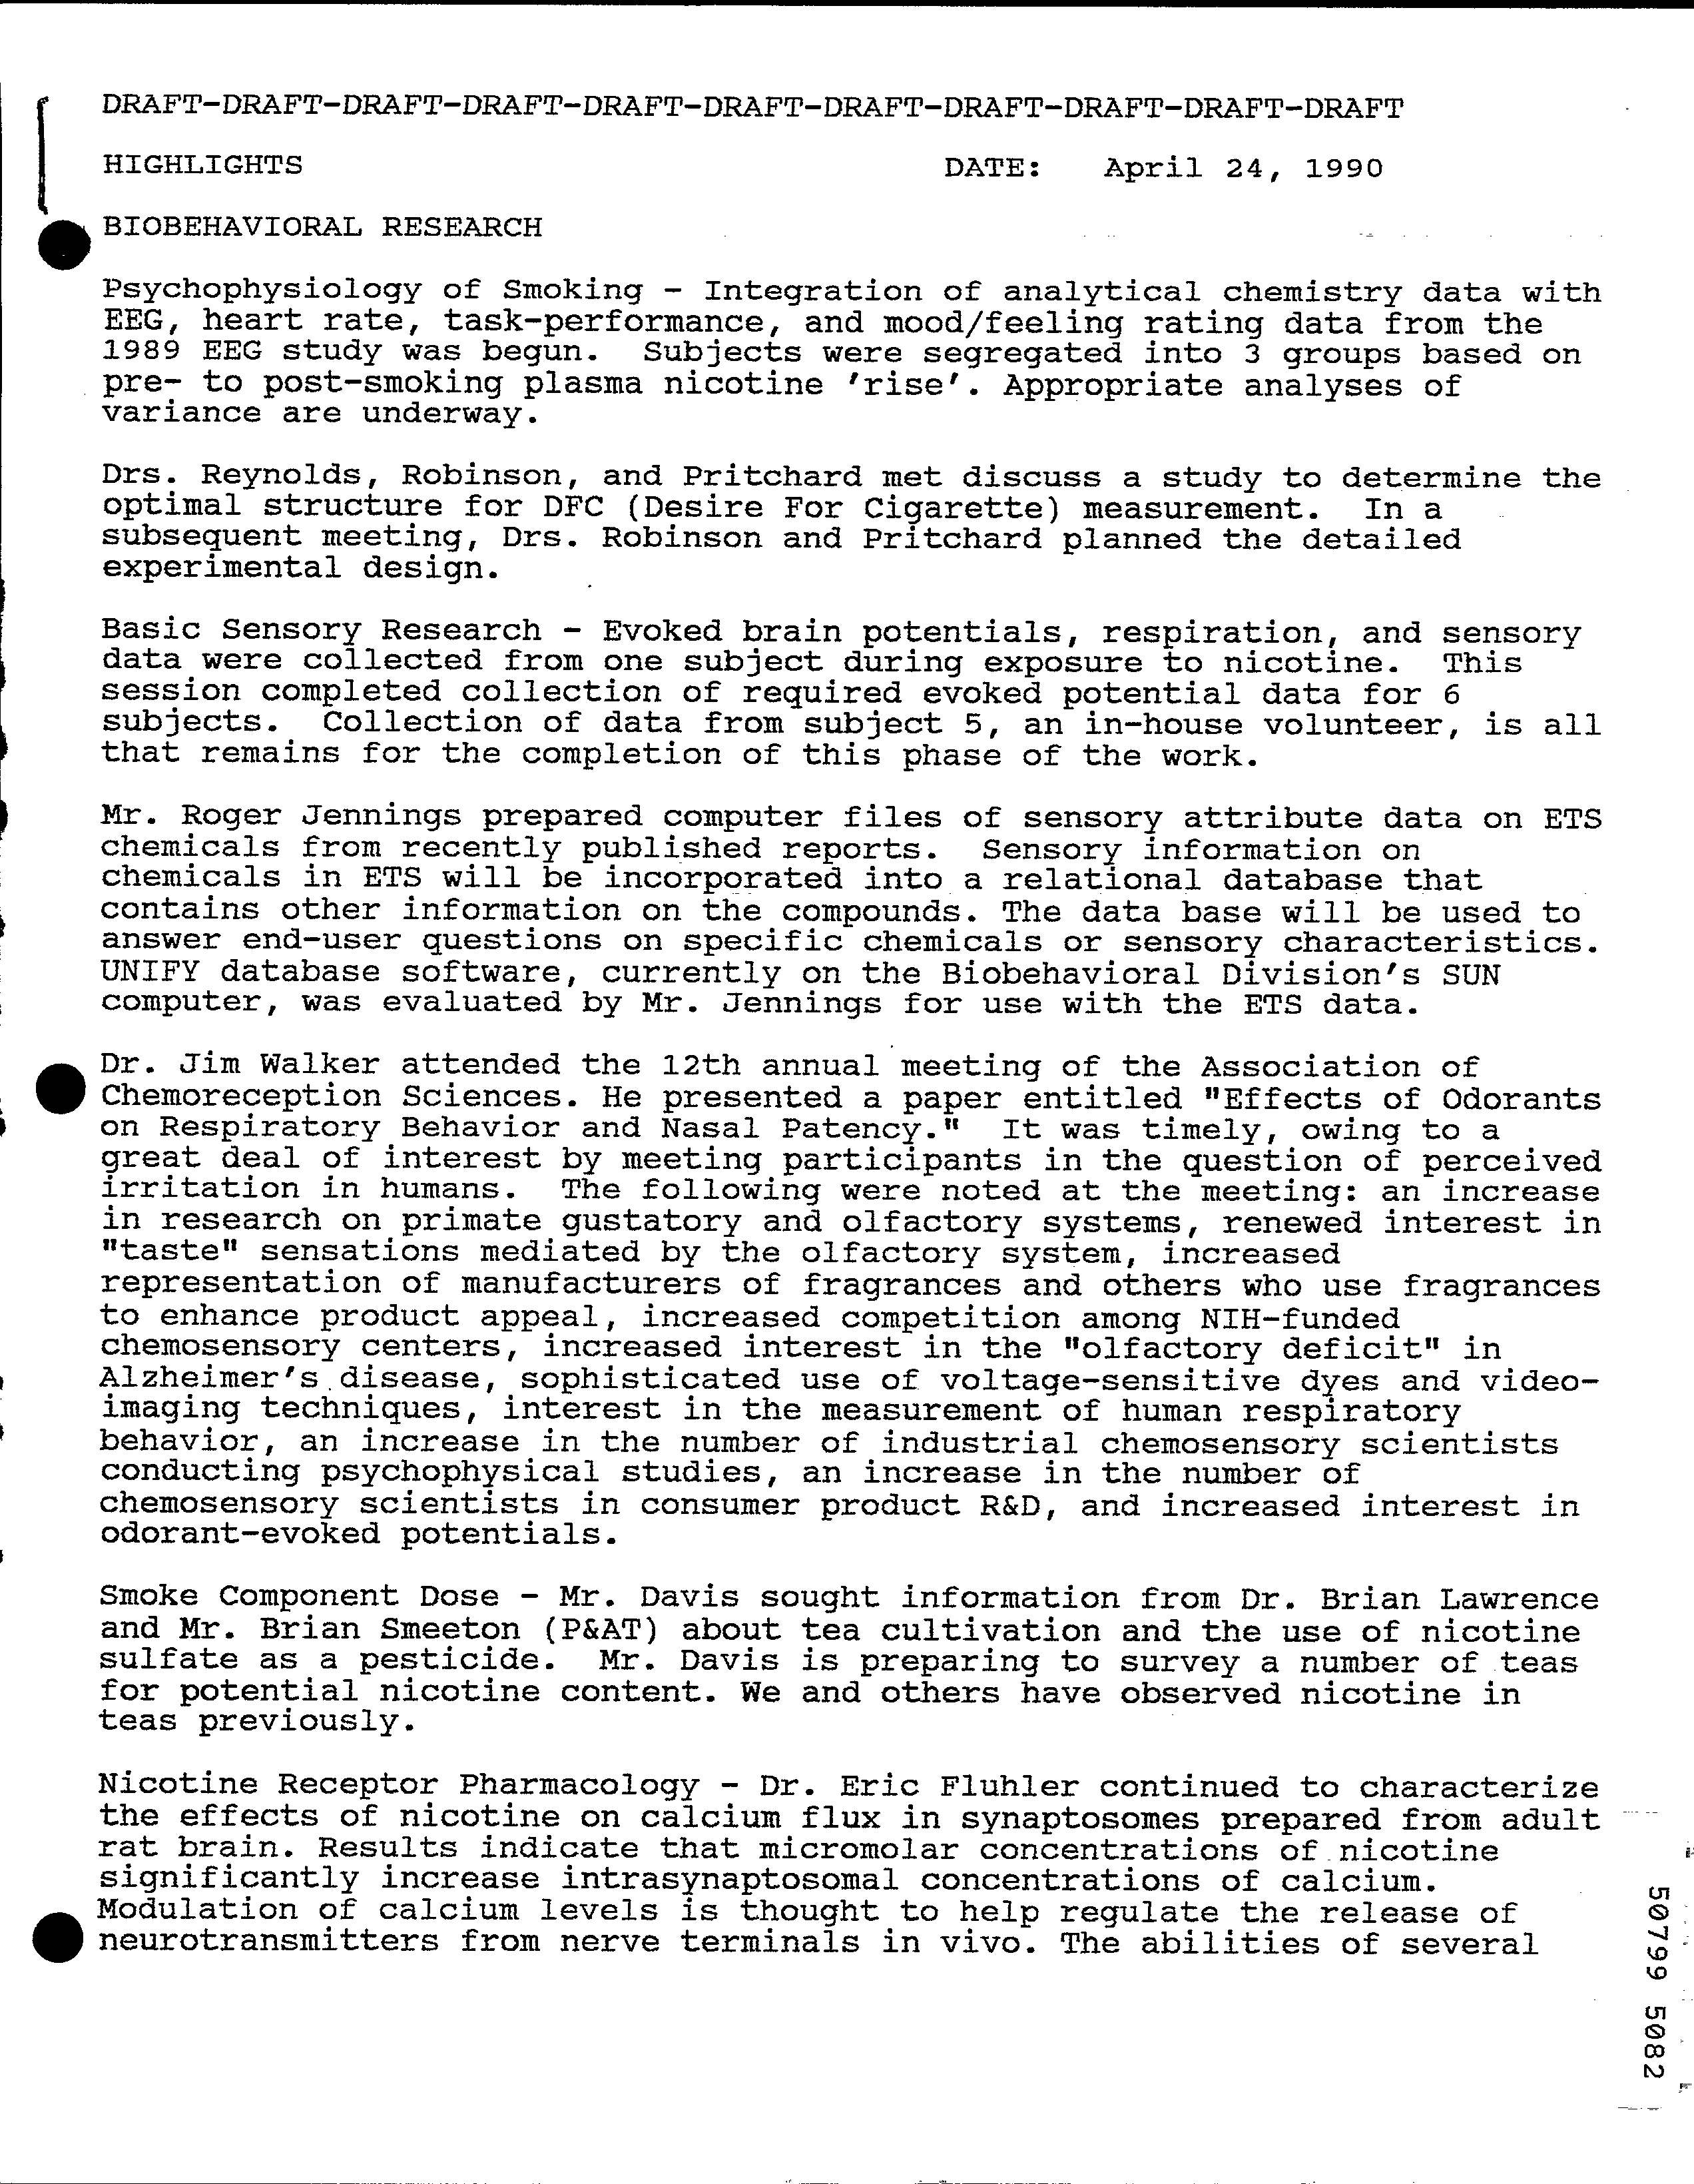 DRAFT-DRAFT-DRAFT-DRAFT-DRAFT-DRAFT-DRAFT-DRAFT-DRAFT-DRAFT-DRAFT
HIGHLIGHTS DATE: April 24, 1990
BIOBEHAVIORAL RESEARCH
Psychophysiology of Smoking - Integration of analytical chemistry data with
EEG, heart rate, task-performance, and mood/feeling rating data from the
1989 EEG study was begun. Subjects were segregated into 3 groups based on
pre- to post-smoking plasma nicotine 'rise'. Appropriate analyses of
variance are underway.
Drs. Reynolds, Robinson, and Pritchard met discuss a study to determine the
optimal structure for DFC (Desire For Cigarette) measurement. In a
subsequent meeting, Drs. Robinson and Pritchard planned the detailed
experimental design.
Basic Sensory Research - Evoked brain potentials, respiration, and sensory
data were collected from one subject during exposure to nicotine. This
session completed collection of required evoked potential data for 6
subjects. Collection of data from subject 5, an in-house volunteer, is all
that remains for the completion of this phase of the work.
Mr. Roger Jennings prepared computer files of sensory attribute data on ETS
chemicals from recently published reports. Sensory information on
chemicals in ETS will be incorporated into a relational database that
contains other information on the compounds. The data base will be used to
answer end-user questions on specific chemicals or sensory characteristics.
UNIFY database software, currently on the Biobehavioral Division's SUN
computer, was evaluated by Mr. Jennings for use with the ETS data.
Dr. Jim Walker attended the 12th annual meeting of the Association of
Chemoreception Sciences. He presented a paper entitled "Effects of Odorants
on Respiratory Behavior and Nasal Patency." It was timely, owing to a
great deal of interest by meeting participants in the question of perceived
irritation in humans. The following were noted at the meeting: an increase
in research on primate gustatory and olfactory systems, renewed interest in
"taste" sensations mediated by the olfactory system, increased
representation of manufacturers of fragrances and others who use fragrances
to enhance product appeal, increased competition among NIH-funded
chemosensory centers, increased interest in the "olfactory deficit" in
Alzheimer's disease, sophisticated use of voltage-sensitive dyes and video-
imaging techniques, interest in the measurement of human respiratory
behavior, an increase in the number of industrial chemosensory scientists
conducting psychophysical studies, an increase in the number of
chemosensory scientists in consumer product R&D, and increased interest in
odorant-evoked potentials.
Smoke Component Dose - Mr. Davis sought information from Dr. Brian Lawrence
and Mr. Brian Smeeton (P&AT) about tea cultivation and the use of nicotine
sulfate as a pesticide. Mr. Davis is preparing to survey a number of teas
for potential nicotine content. We and others have observed nicotine in
teas previously.
Nicotine Receptor Pharmacology - Dr. Eric Fluhler continued to characterize
the effects of nicotine on calcium flux in synaptosomes prepared from adult
rat brain. Results indicate that micromolar concentrations of nicotine
significantly increase intrasynaptosomal concentrations of calcium.
Modulation of calcium levels is thought to help regulate the release of
neurotransmitters from nerve terminals in vivo. The abilities of several
50799 5082